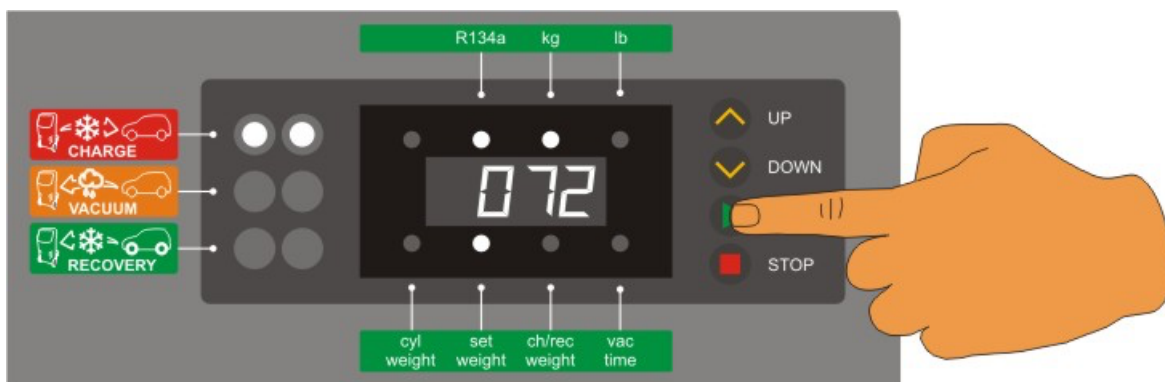 R134a kg lb
CHARGE
VACUUM
RECOVERY
072
UP
DOWN
STOP
cyl weight
set weight
ch/rec weight
vac time